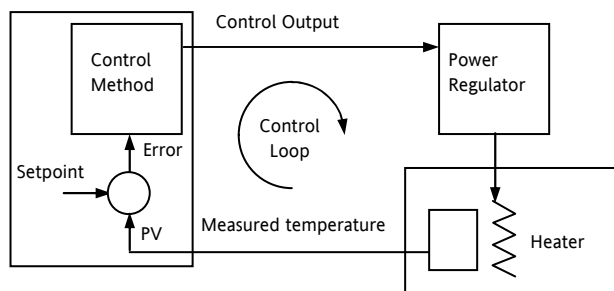 Control Output
Control
Method
Power
Regulator
Error
Control
Loop
Setpoint
Measured temperature
PV
Heater